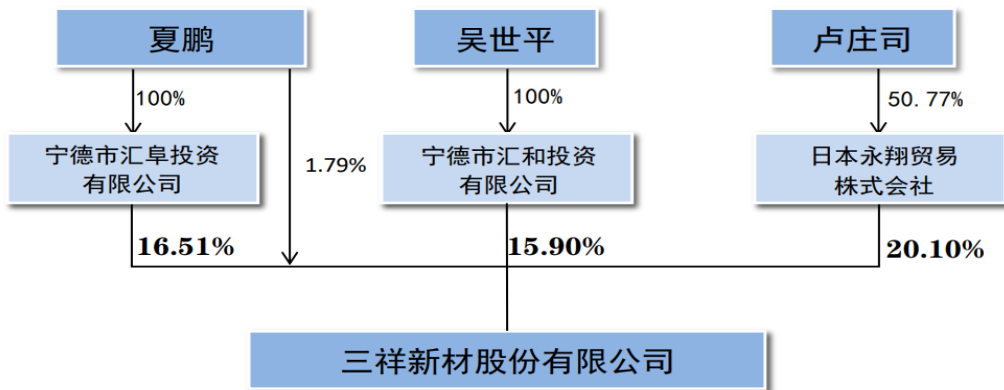 夏鹏
吴世平
卢庄司
100%
100%
50.77%
宁德市汇阜投资
有限公司
1.79%
宁德市汇和投资
有限公司
日本永翔贸易
株式会社
16.51%
15.90%
20.10%
三祥新材股份有限公司